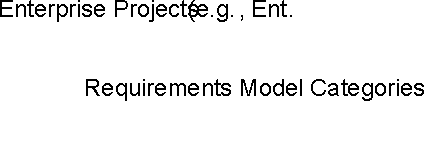 Enterprise Projects(e.g. , Ent.
Requirements Model Categories